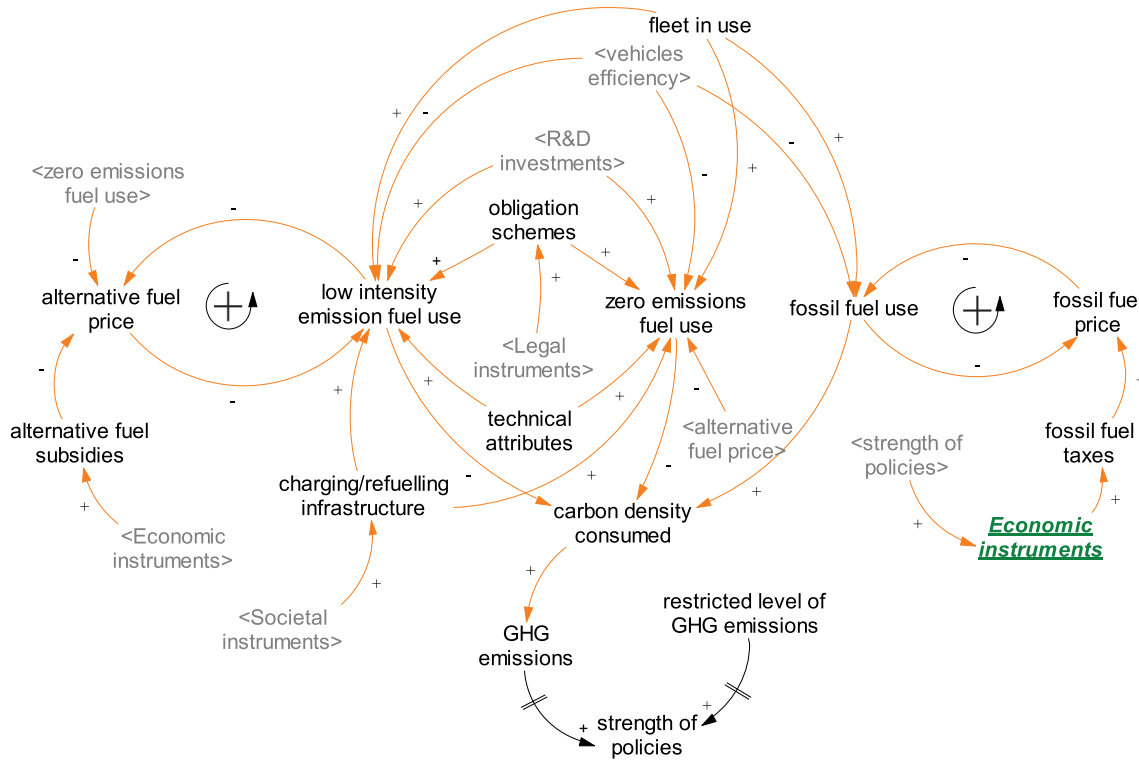 fleet in use
<vehicles
efficiency>
<R&D
investments>
<zero emissions
fuel use>
obligation
schemes
alternative fuel
price
low intensity
emission fuel use
zero emissions
fuel use
fossil fuel use
fossil fue
price
<Legal
instruments>
alternative fuel
subsidies
technical
attributes
<alternative
fuel price>
<strength of
policies>
fossil fuel
taxes
charging/refuelling
infrastructure
carbon density
consumed
Economic
instruments
<Economic
instruments>
<Societal
instruments>
restricted level of
GHG emissions
GHG
emissions
strength of
policies